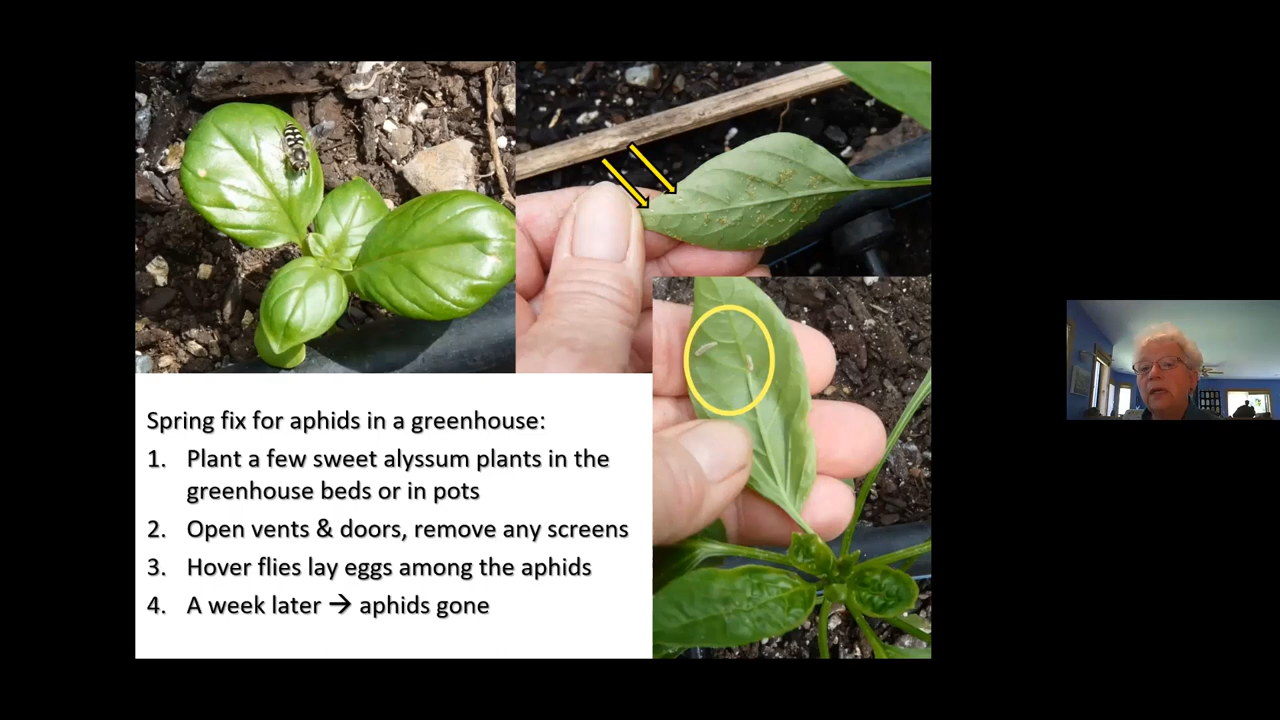 Spring fix for aphids in a greenhouse:
1. Plant a few sweet alyssum plants in the
greenhouse beds or in pots
2. Open vents & doors, remove any screens
3. Hover flies lay eggs among the aphids
4. A week later → aphids gone